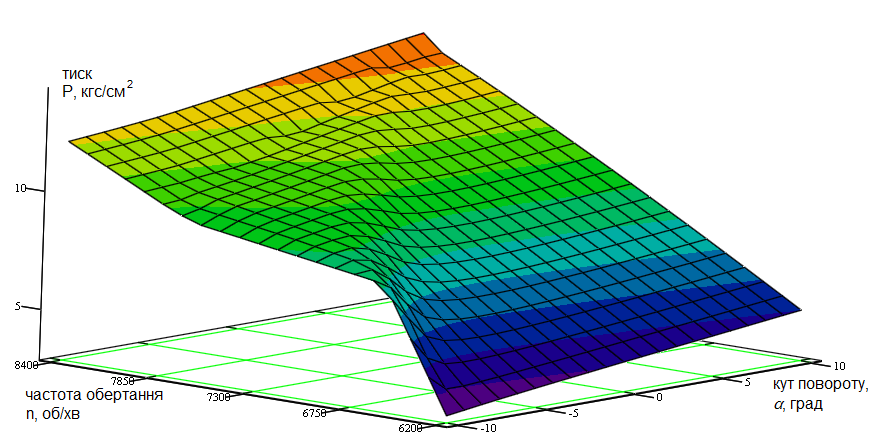 тиск
P, кгс/см²
10
5
8400
7850
7300
6750
6200
частота обертання
n, об/хв
-10
-5
0
5
10
кут повороту,
α, град